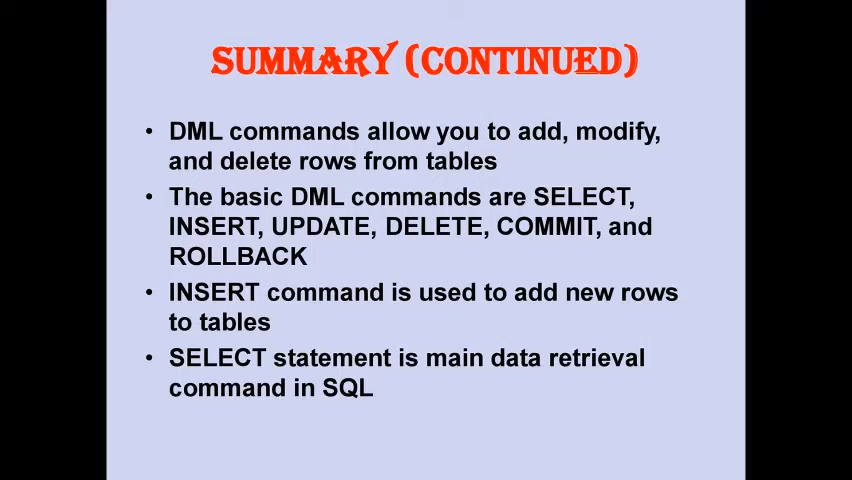 SUMMARY (CONTINUED)
• DML commands allow you to add, modify,
and delete rows from tables
• The basic DML commands are SELECT,
INSERT, UPDATE, DELETE, COMMIT, and
ROLLBACK
• INSERT command is used to add new rows
to tables
• SELECT statement is main data retrieval
command in SQL